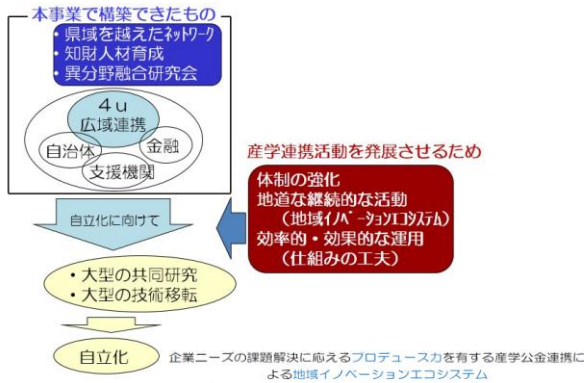 本事業で構築できたもの
・県域を越えたﾈｯﾄﾜｰｸ
・知財人材育成
・異分野融合研究会
4u
広域連携
自治体
金融
支援機関
産学連携活動を発展させるため
体制の強化
地道な継続的な活動
(地域ｲﾉﾍﾞｰｼｮﾝｴｺｼｽﾃﾑ)
効率的・効果的な運用
(仕組みの工夫)
自立化に向けて
・大型の共同研究
・大型の技術移転
自立化
企業ニーズの課題解決に応えるプロデュース力を有する産学公金連携に
よる地域イノベーションエコシステム